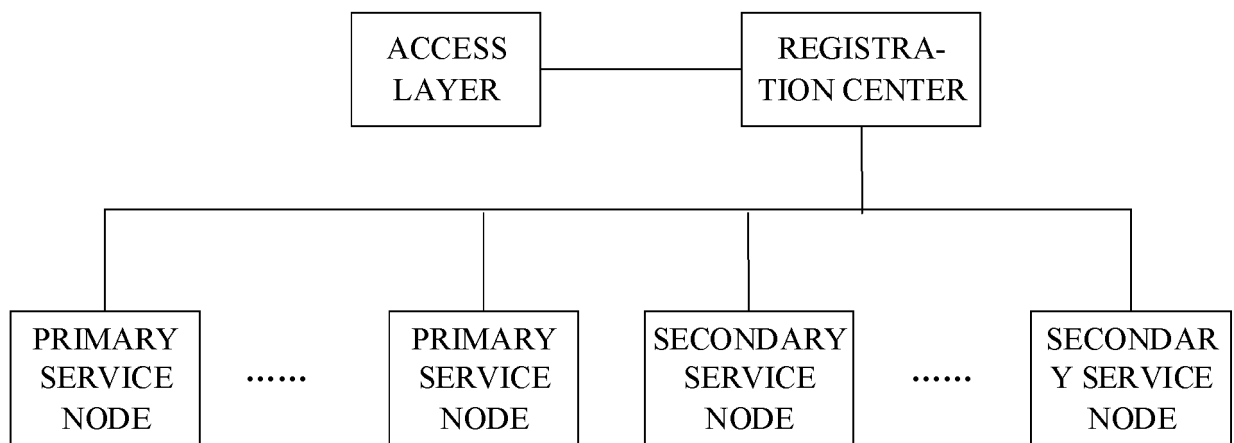 ACCESS
LAYER
REGISTRA-
TION CENTER
PRIMARY
SERVICE
NODE
......
PRIMARY
SERVICE
NODE
SECONDARY
SERVICE
NODE
......
SECONDAR
Y SERVICE
NODE